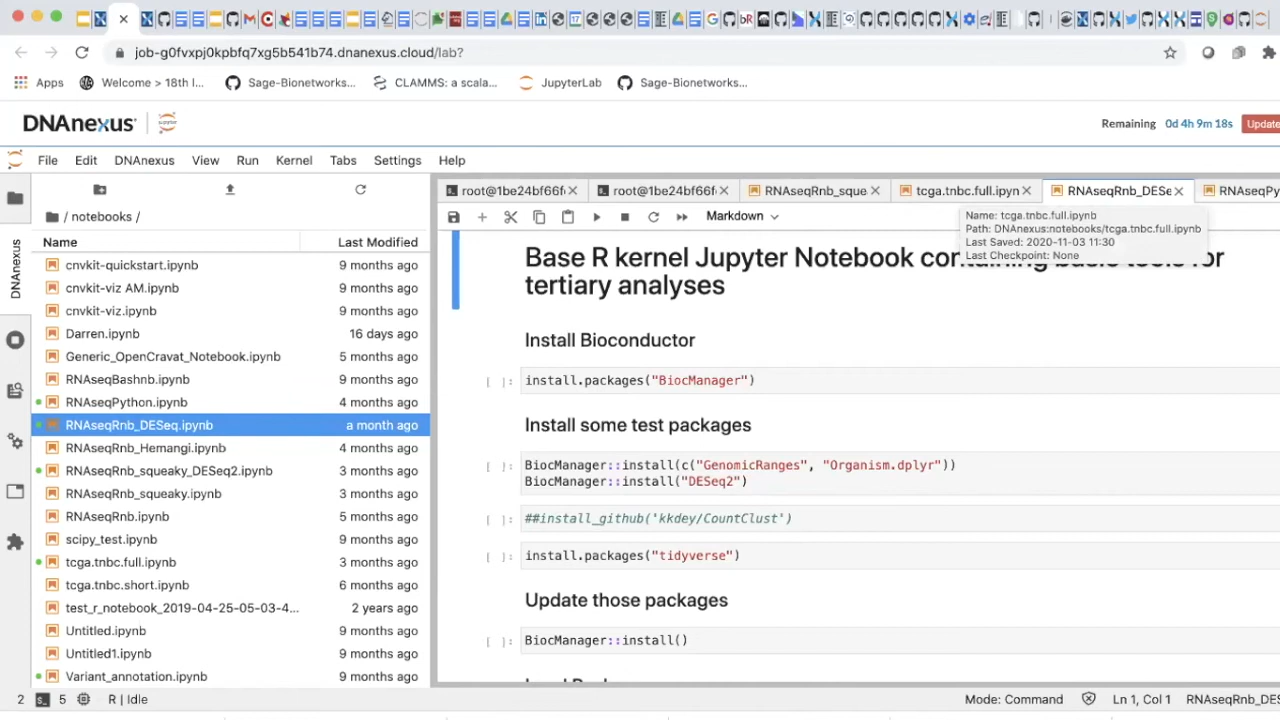 job-g0fvxpj0kpbfq7xg5b541b74.dnanexus.cloud/lab?
Apps
Welcome > 18th I...
Sage-Bionetworks...
CLAMMS: a scala...
JupyterLab
Sage-Bionetworks...
DNAnexus
jupyter
Remaining 0d 4h 9m 18s
Update
File Edit DNAnexus View Run Kernel Tabs Settings Help
root@1be24bf66f
root@1be24bf66f
RNAseqRnb_sque
tcga.tnbc.full.ipyn
RNAseqRnb_DESe
RNAseqPy
Markdown
/ notebooks /
Name Last Modified
DNAnexus
cnvkit-quickstart.ipynb 9 months ago
cnvkit-viz AM.ipynb 9 months ago
cnvkit-viz.ipynb 9 months ago
Darren.ipynb 16 days ago
Generic_OpenCravat_Notebook.ipynb 5 months ago
RNAseqBashnb.ipynb 9 months ago
RNAseqPython.ipynb 4 months ago
RNAseqRnb_DESeq.ipynb a month ago
RNAseqRnb_Hemangi.ipynb 4 months ago
RNAseqRnb_squeaky_DESeq2.ipynb 3 months ago
RNAseqRnb_squeaky.ipynb 3 months ago
RNAseqRnb.ipynb 5 months ago
scipy_test.ipynb 9 months ago
tcga.tnbc.full.ipynb 3 months ago
tcga.tnbc.short.ipynb 6 months ago
test_r_notebook_2019-04-25-05-03-4... 2 years ago
Untitled.ipynb 9 months ago
Untitled1.ipynb 9 months ago
Variant_annotation.ipynb 9 months ago
Name: tcga.tnbc.full.ipynb
Path: DNAnexus:notebooks/tcga.tnbc.full.ipynb
Last Saved: 2020-11-03 11:30
Last Checkpoint: None
Base R kernel Jupyter Notebook containing basic tools for
tertiary analyses
Install Bioconductor
[ ]: install.packages("BiocManager")
Install some test packages
[ ]: BiocManager::install(c("GenomicRanges", "Organism.dplyr"))
BiocManager::install("DESeq2")
[ ]: ##install_github('kkdey/CountClust')
[ ]: install.packages("tidyverse")
Update those packages
[ ]: BiocManager::install()
2 5 R | Idle
Mode: Command Ln 1, Col 1 RNAseqRnb_DES